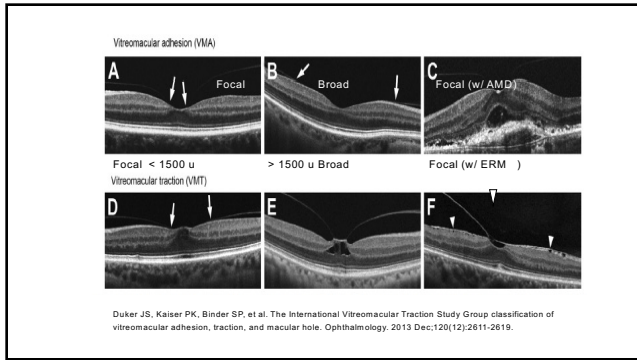 Vitreomacular adhesion (VMA)
A
Focal
B
Broad
C
Focal (w/ AMD)
Focal < 1500 u
> 1500 u Broad
Focal (w/ ERM )
Vitreomacular traction (VMT)
D
E
F
Duker JS, Kaiser PK, Binder SP, et al. The International Vitreomacular Traction Study Group classification of
vitreomacular adhesion, traction, and macular hole. Ophthalmology. 2013 Dec;120(12):2611-2619.